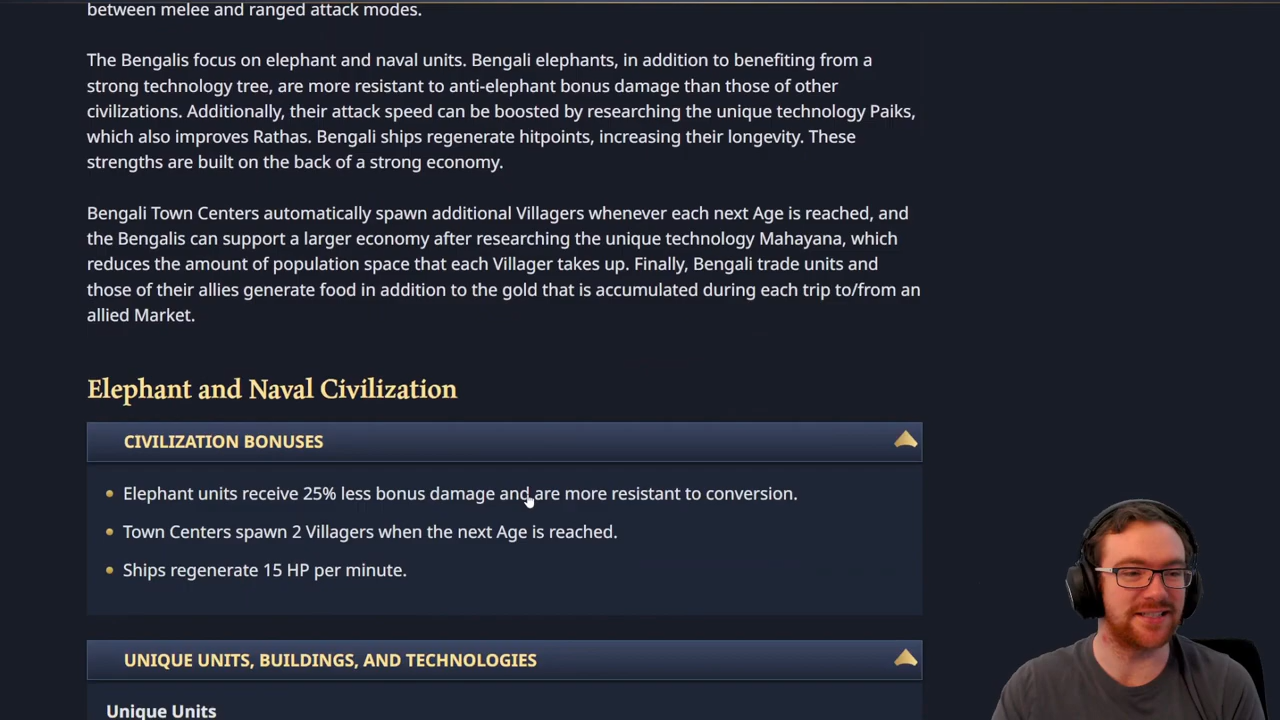 between melee and ranged attack modes.
The Bengalis focus on elephant and naval units. Bengali elephants, in addition to benefiting from a
strong technology tree, are more resistant to anti-elephant bonus damage than those of other
civilizations. Additionally, their attack speed can be boosted by researching the unique technology Paiks,
which also improves Rathas. Bengali ships regenerate hitpoints, increasing their longevity. These
strengths are built on the back of a strong economy.
Bengali Town Centers automatically spawn additional Villagers whenever each next Age is reached, and
the Bengalis can support a larger economy after researching the unique technology Mahayana, which
reduces the amount of population space that each Villager takes up. Finally, Bengali trade units and
those of their allies generate food in addition to the gold that is accumulated during each trip to/from an
allied Market.
Elephant and Naval Civilization
CIVILIZATION BONUSES
Elephant units receive 25% less bonus damage and are more resistant to conversion.
Town Centers spawn 2 Villagers when the next Age is reached.
Ships regenerate 15 HP per minute.
UNIQUE UNITS, BUILDINGS, AND TECHNOLOGIES
Unique Units